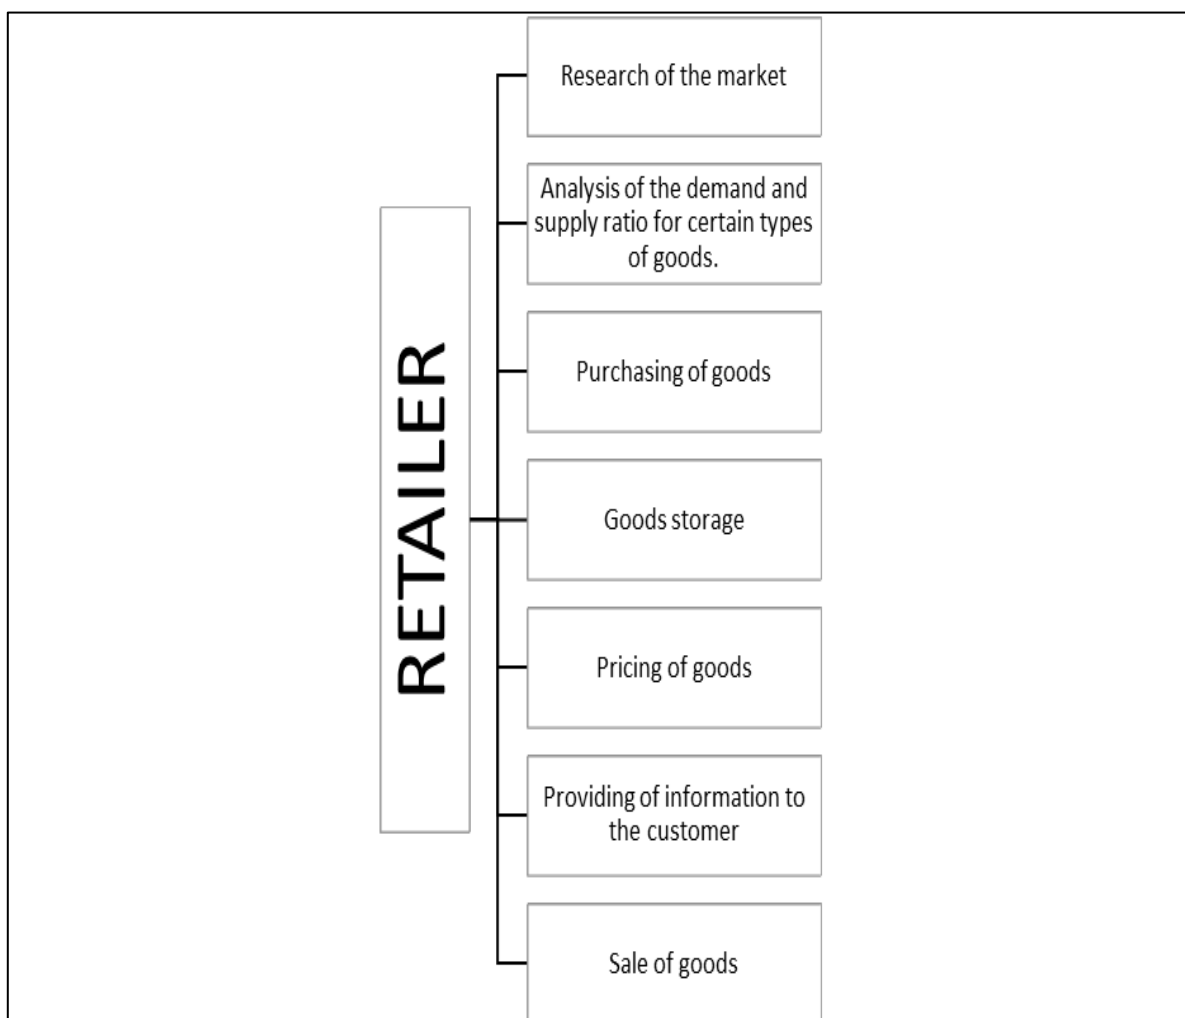 RETAILER
Research of the market
Analysis of the demand and
supply ratio for certain types
of goods.
Purchasing of goods
Goods storage
Pricing of goods
Providing of information to
the customer
Sale of goods